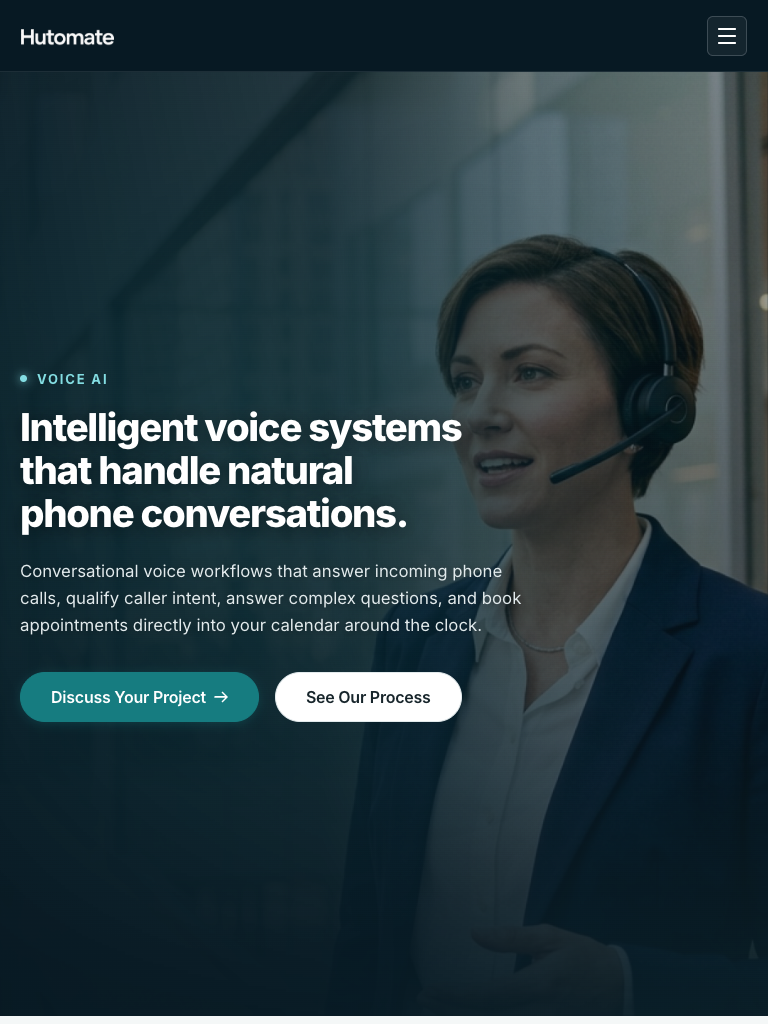 Hutomate
VOICE AI
Intelligent voice systems
that handle natural
phone conversations.
Conversational voice workflows that answer incoming phone
calls, qualify caller intent, answer complex questions, and book
appointments directly into your calendar around the clock.
Discuss Your Project →
See Our Process